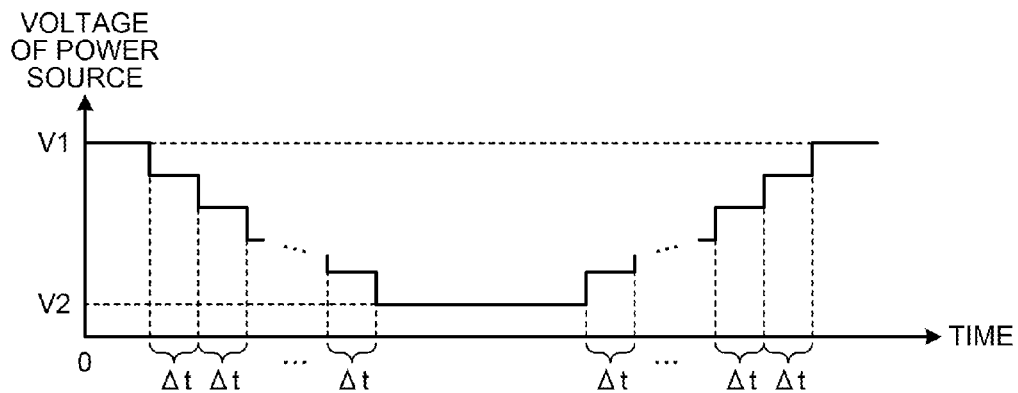 VOLTAGE
OF POWER
SOURCE
V1
... ...
V2
TIME
0
... ...
Δt Δt Δt Δt Δt Δt